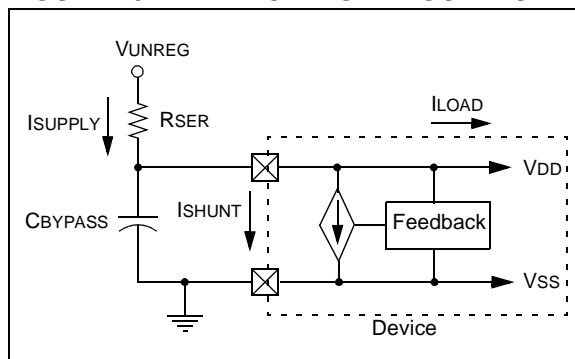 VUNREG
ISUPPLY
RSER
ILOAD
VDD
CBYPASS
ISHUNT
Feedback
VSS
Device